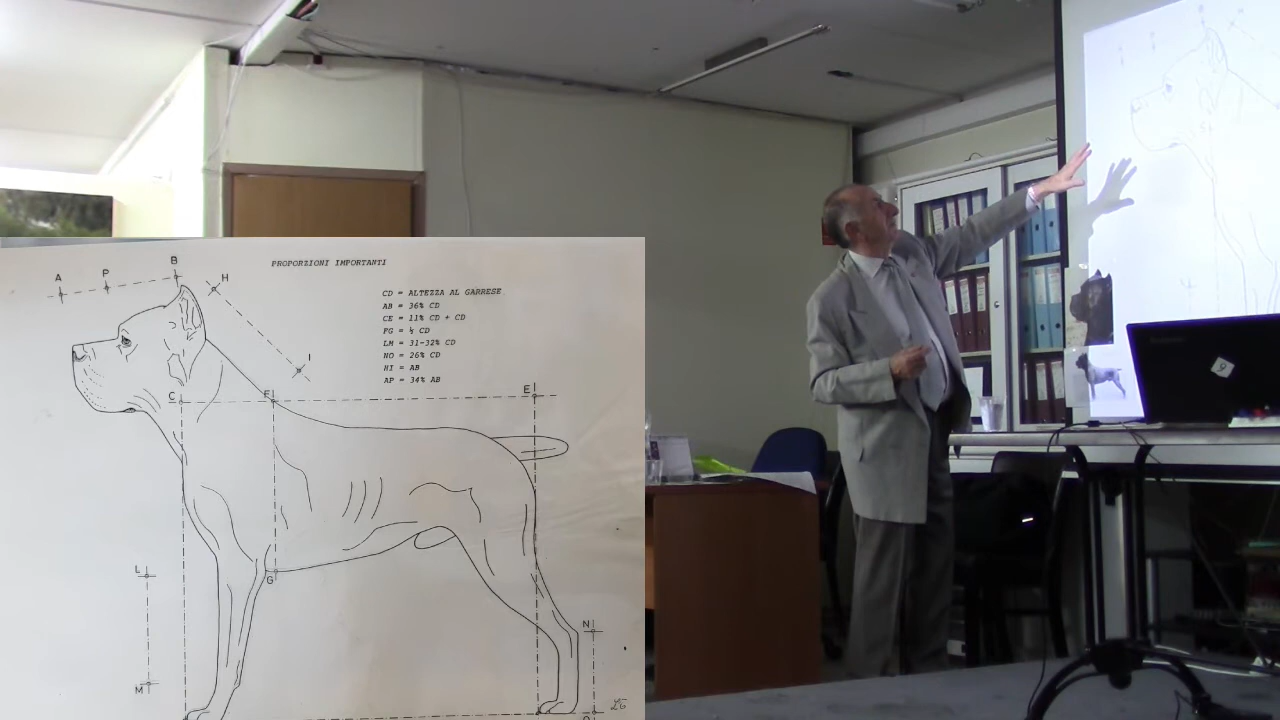 PROPORZIONI IMPORTANTI
CD = ALTEZZA AL GARRESE
AB = 36% CD
CE = 11% CD + CD
FG = ½ CD
LM = 31-32% CD
NO = 26% CD
HI = AB
AP = 34% AB
A
P
B
H
I
C
F
E
G
L
M
N
O
9